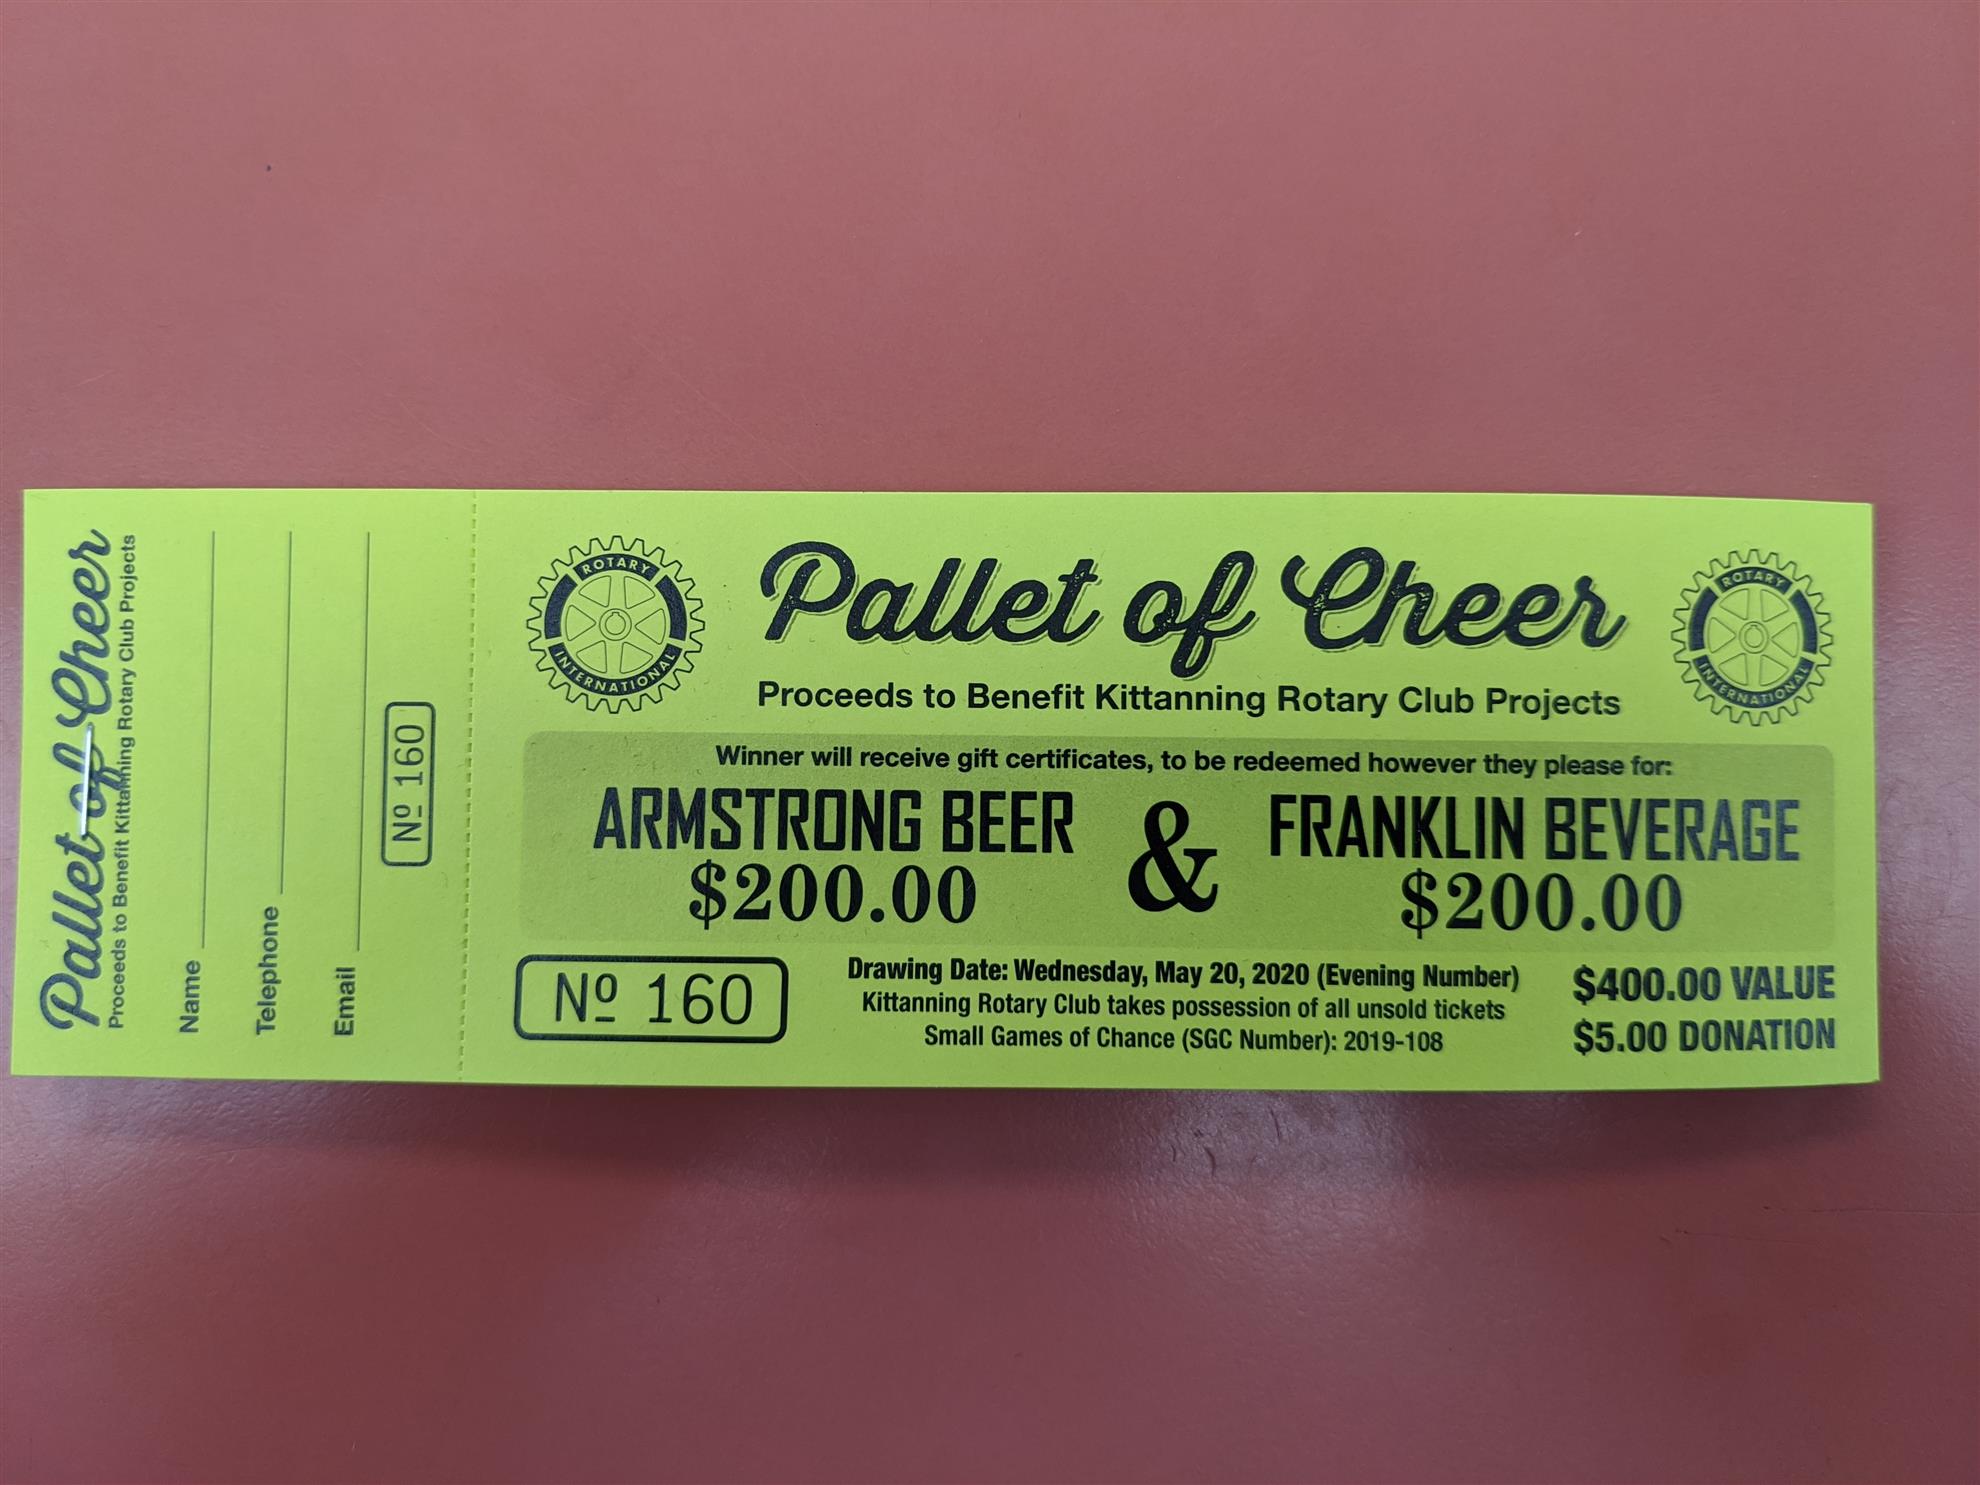 Pallet of Cheer
Proceeds to Benefit Kittanning Rotary Club Projects
Name
Telephone
Email
Nº 160
ROTARY
INTERNATIONAL
Pallet of Cheer
ROTARY
INTERNATIONAL
Proceeds to Benefit Kittanning Rotary Club Projects
Winner will receive gift certificates, to be redeemed however they please for:
ARMSTRONG BEER & FRANKLIN BEVERAGE
$200.00 $200.00
Nº 160
Drawing Date: Wednesday, May 20, 2020 (Evening Number)
Kittanning Rotary Club takes possession of all unsold tickets
Small Games of Chance (SGC Number): 2019-108
$400.00 VALUE
$5.00 DONATION